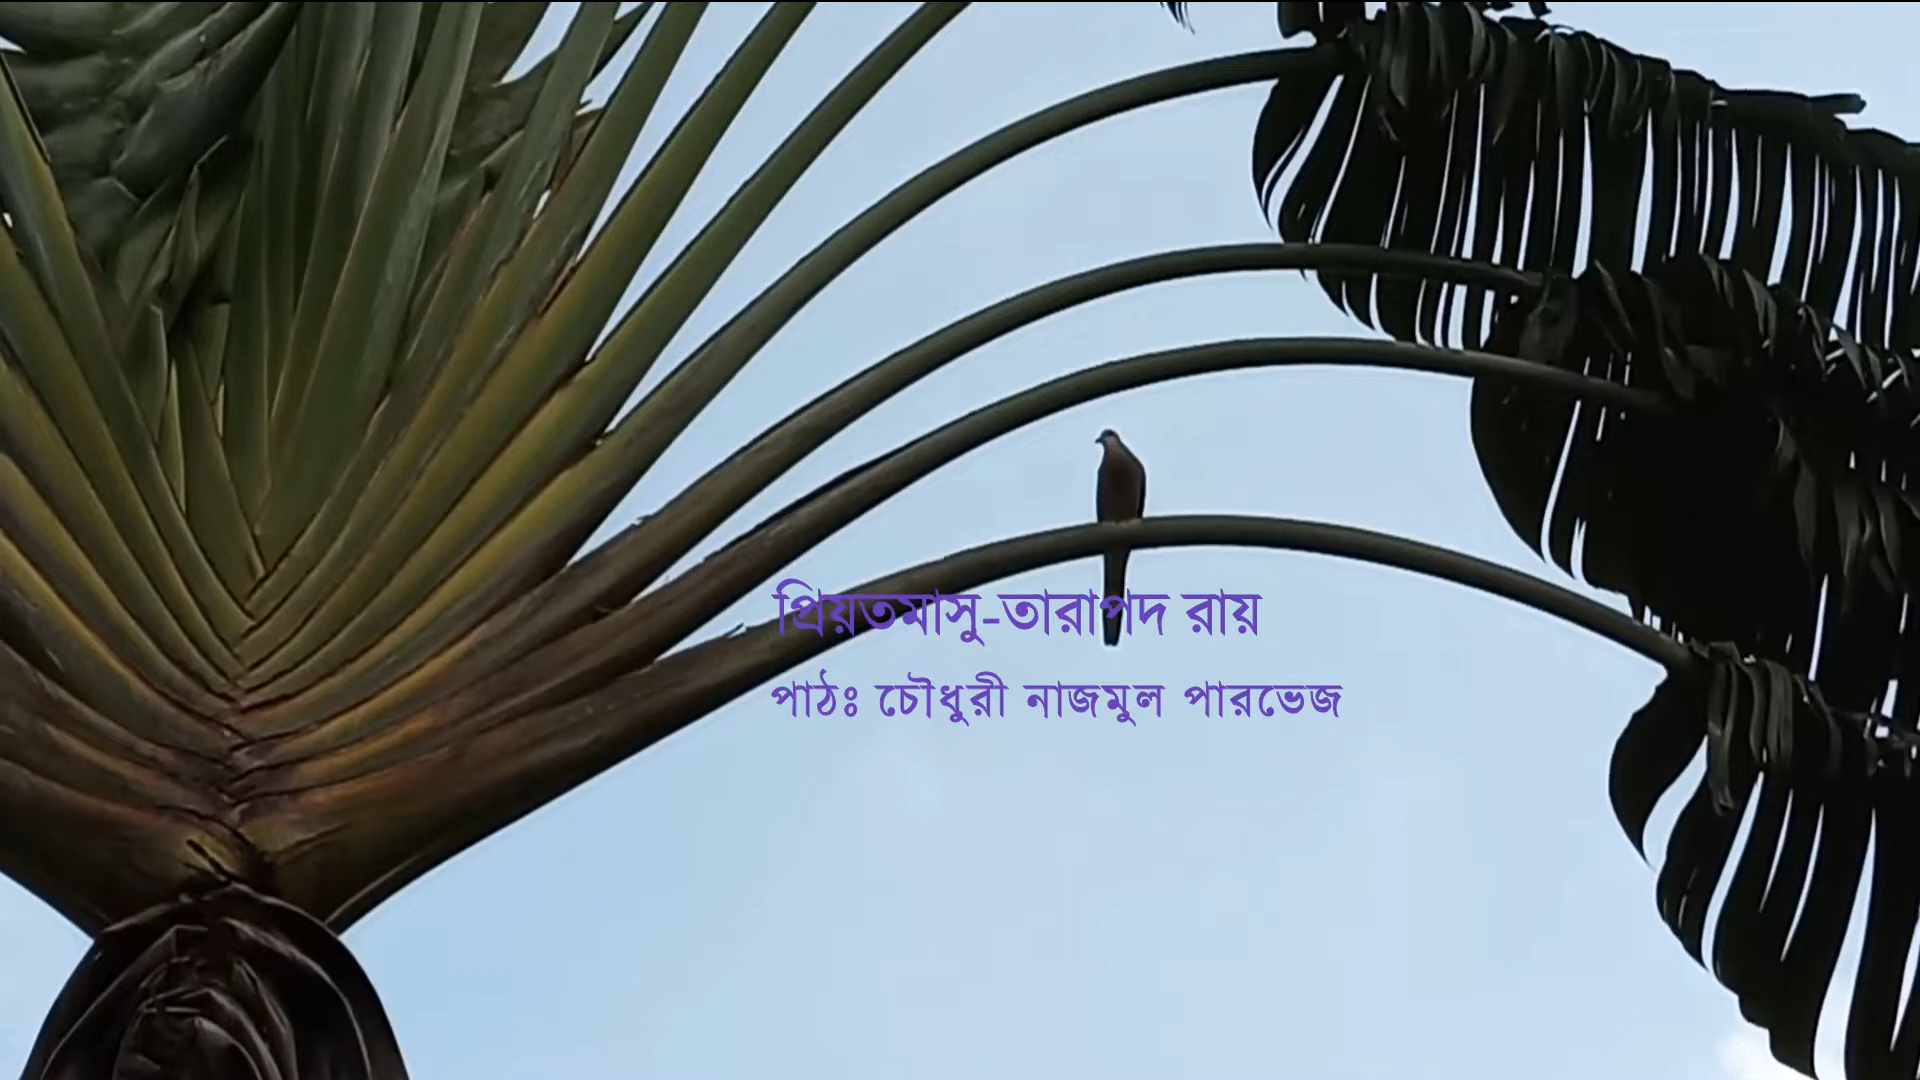 প্রিয়তমাসু-তারাপদ রায়
পাঠঃ চৌধুরী নাজমুল পারভেজ